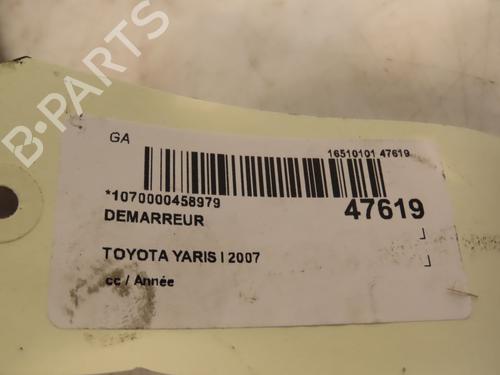 B-PARTS
GA
16510101 47619
*1070000458979
47619
DEMARREUR
TOYOTA YARIS I 2007
cc / Année